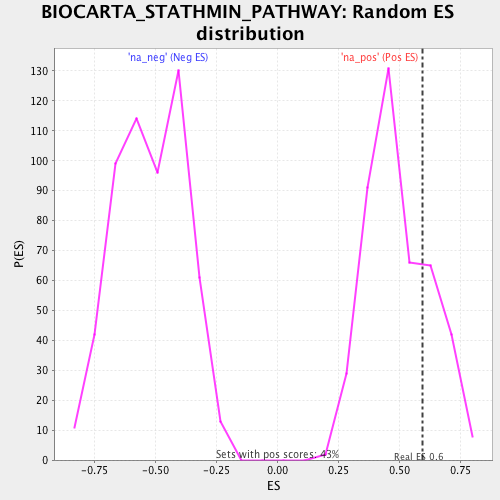 BIOCARTA_STATHMIN_PATHWAY: Random ES
distribution
'na_neg' (Neg ES)
'na_pos' (Pos ES)
130
120
110
100
90
80
70
60
50
40
30
20
10
0
P(ES)
Sets with pos scores: 43%
Real ES 0.6
-0.75
-0.50
-0.25
0.00
0.25
0.50
0.75
ES